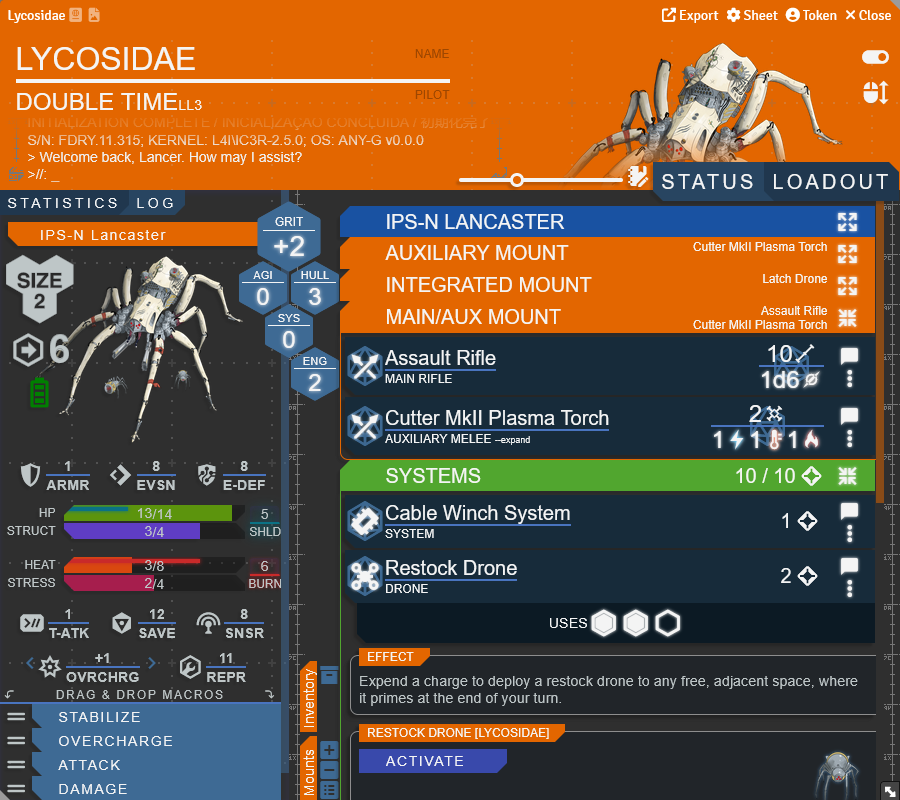 Lycosidae
Export Sheet Token Close
LYCOSIDAE
NAME
DOUBLE TIME LL3
PILOT
INITIALIZATION COMPLETE / INICIALIZAÇÃO CONCLUÍDA / 初期化完了
S/N: FDRY.11.315; KERNEL: L4I\IC3R-2.5.0; OS: ANY-G v0.0.0
> Welcome back, Lancer. How may I assist?
>//: _
STATUS LOADOUT
STATISTICS LOG
IPS-N Lancaster
SIZE
2
6
GRIT
+2
AGI
0
HULL
3
SYS
0
ENG
2
1
ARMR
8
EVSN
8
E-DEF
HP 13/14
STRUCT 3/4
5
SHLD
HEAT 3/8
STRESS 2/4
6
BURN
1
T-ATK
12
SAVE
8
SNSR
+1
OVRCHRG
11
REPR
DRAG & DROP MACROS
STABILIZE
OVERCHARGE
ATTACK
DAMAGE
Inventory
Mounts
IPS-N LANCASTER
AUXILIARY MOUNT Cutter MkII Plasma Torch
INTEGRATED MOUNT Latch Drone
MAIN/AUX MOUNT Assault Rifle
Cutter MkII Plasma Torch
Assault Rifle
MAIN RIFLE
10
1d6
Cutter MkII Plasma Torch
AUXILIARY MELEE --expand
2
1 1 1
SYSTEMS 10 / 10
Cable Winch System
SYSTEM
1
Restock Drone
DRONE
2
USES
EFFECT
Expend a charge to deploy a restock drone to any free, adjacent space, where
it primes at the end of your turn.
RESTOCK DRONE [LYCOSIDAE]
ACTIVATE